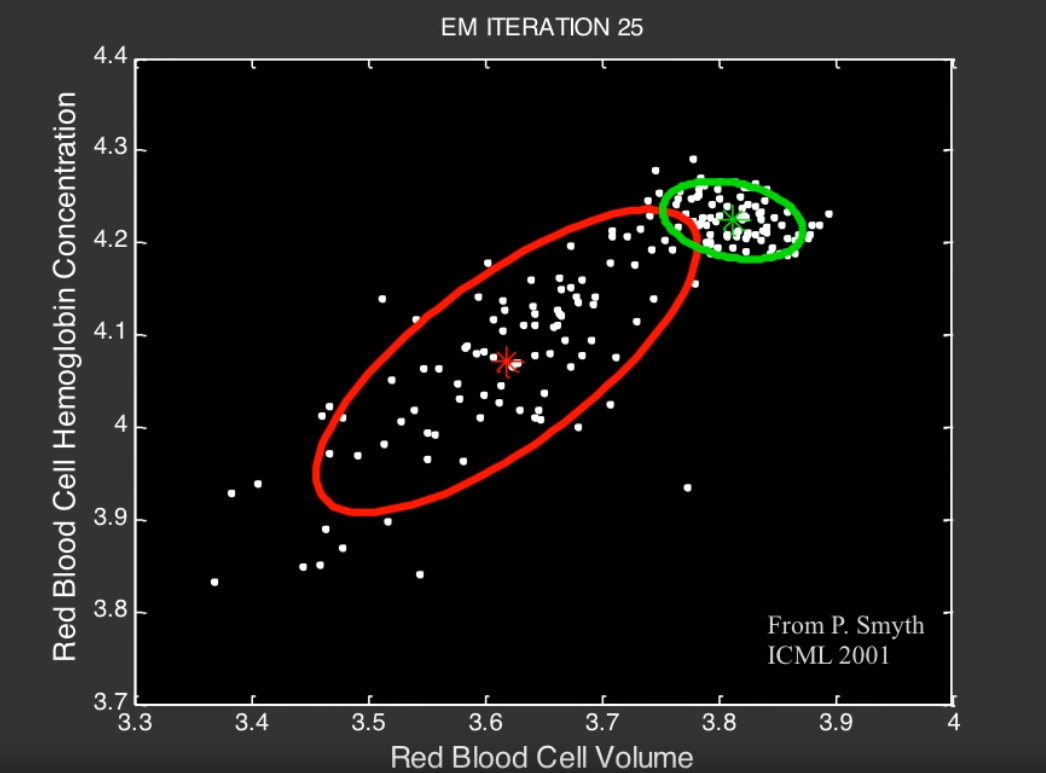 EM ITERATION 25
Red Blood Cell Hemoglobin Concentration
4.4
4.3
4.2
4.1
4
3.9
3.8
3.7
From P. Smyth
ICML 2001
3.3 3.4 3.5 3.6 3.7 3.8 3.9 4
Red Blood Cell Volume